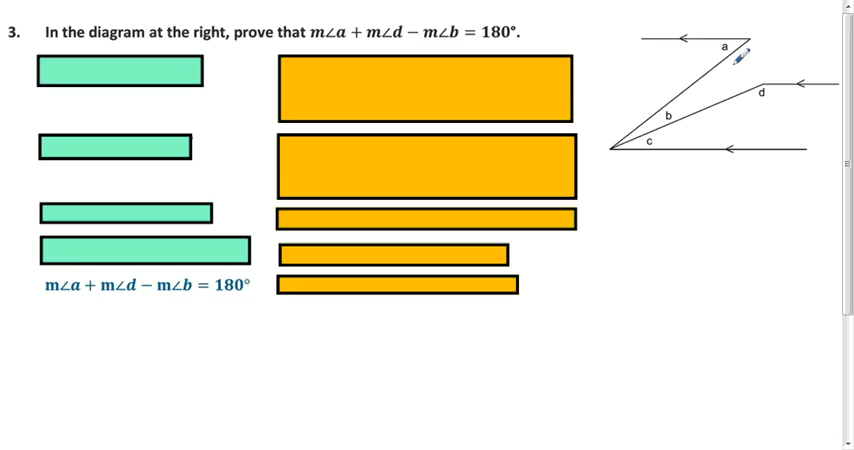 3. In the diagram at the right, prove that m∠a + m∠d − m∠b = 180°.
a
d
b
c
m∠a + m∠d − m∠b = 180°